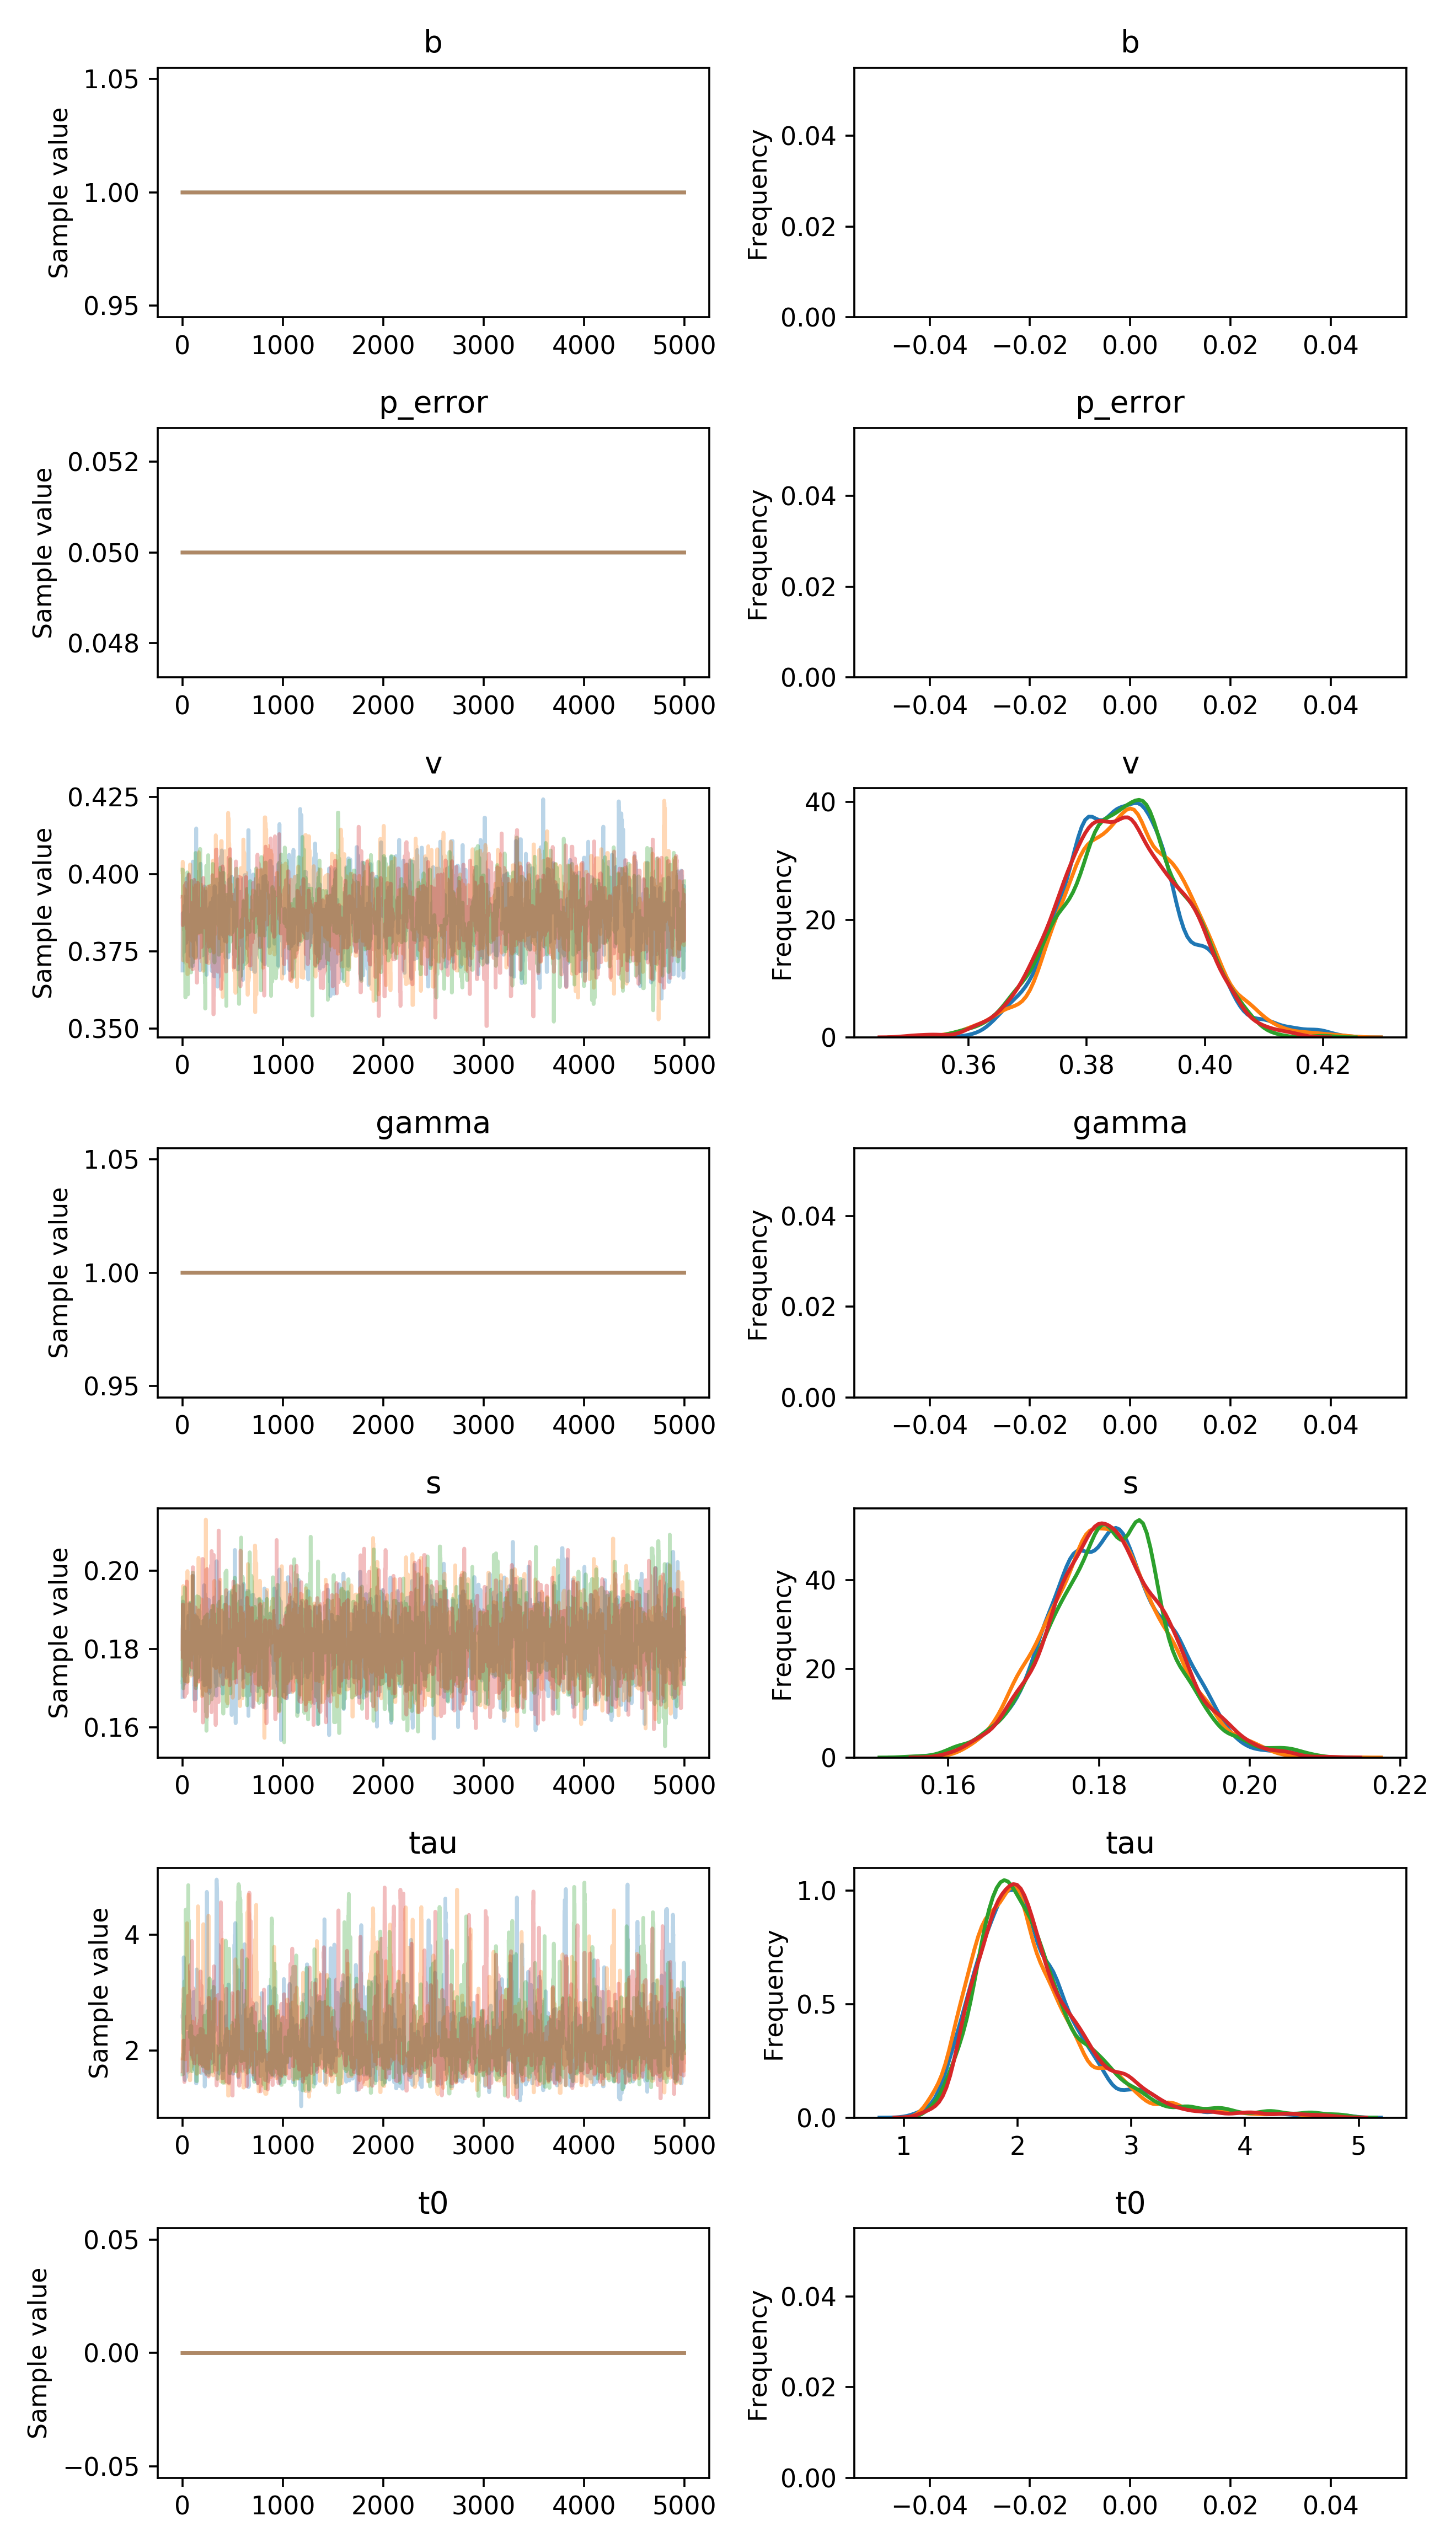 b
b
1.05
1.00
0.95
Sample value
0 1000 2000 3000 4000 5000
0.04
0.02
0.00
Frequency
−0.04 −0.02 0.00 0.02 0.04
p_error
p_error
0.052
0.050
0.048
Sample value
0 1000 2000 3000 4000 5000
0.04
0.02
0.00
Frequency
−0.04 −0.02 0.00 0.02 0.04
v
v
0.425
0.400
0.375
0.350
Sample value
0 1000 2000 3000 4000 5000
40
20
0
Frequency
0.36 0.38 0.40 0.42
gamma
gamma
1.05
1.00
0.95
Sample value
0 1000 2000 3000 4000 5000
0.04
0.02
0.00
Frequency
−0.04 −0.02 0.00 0.02 0.04
s
s
0.20
0.18
0.16
Sample value
0 1000 2000 3000 4000 5000
40
20
0
Frequency
0.16 0.18 0.20 0.22
tau
tau
4
2
Sample value
0 1000 2000 3000 4000 5000
1.0
0.5
0.0
Frequency
1 2 3 4 5
t0
t0
0.05
0.00
−0.05
Sample value
0 1000 2000 3000 4000 5000
0.04
0.02
0.00
Frequency
−0.04 −0.02 0.00 0.02 0.04